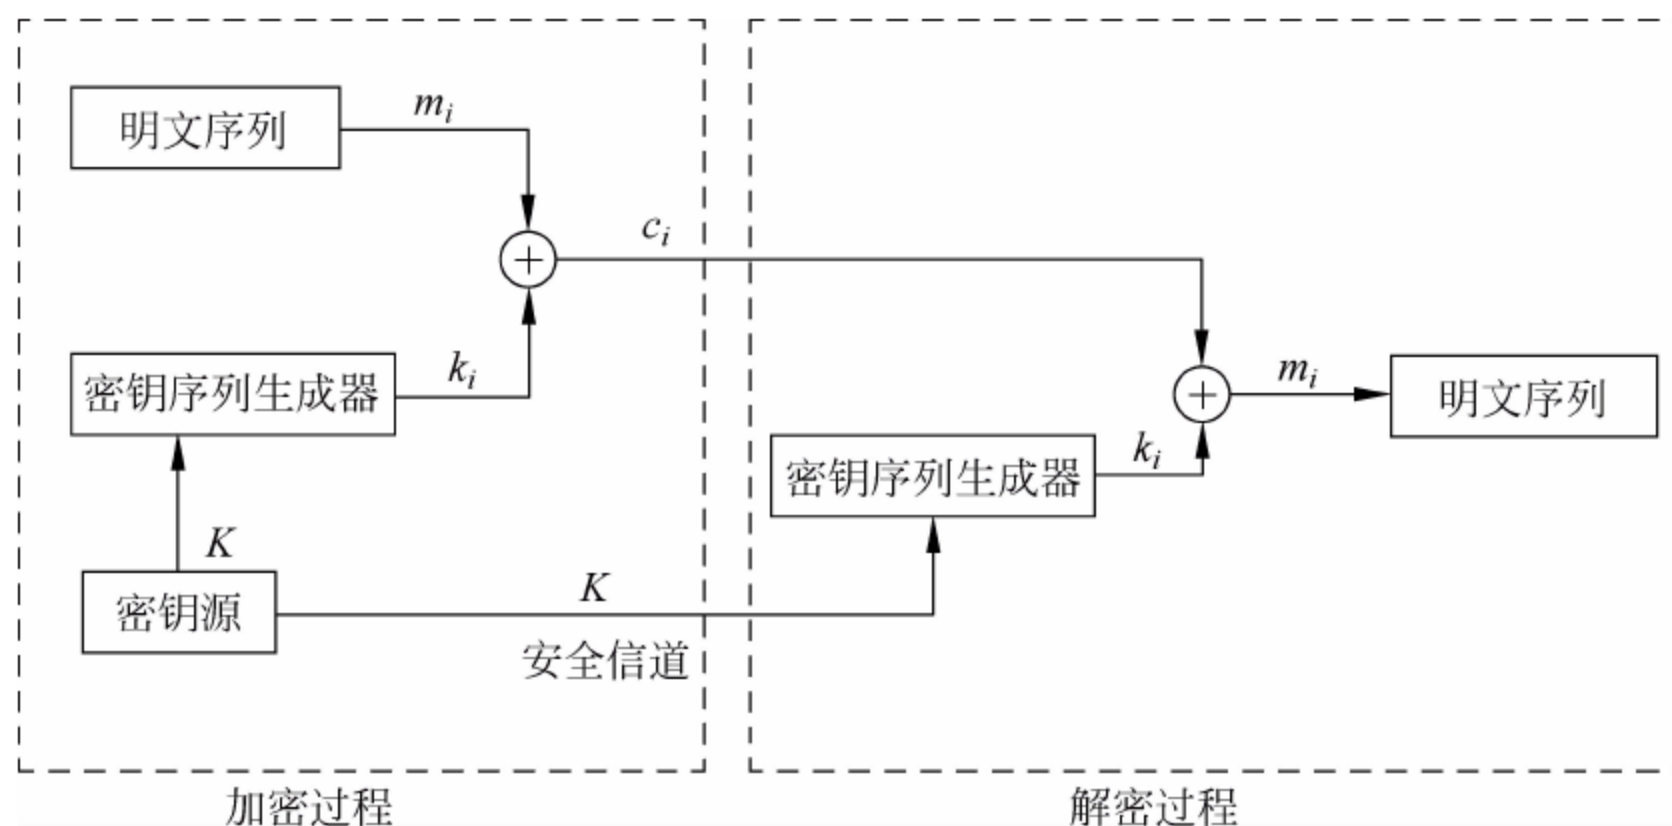 明文序列
m_i
c_i
密钥序列生成器
k_i
m_i
明文序列
密钥序列生成器
k_i
K
密钥源
K
安全信道
加密过程
解密过程